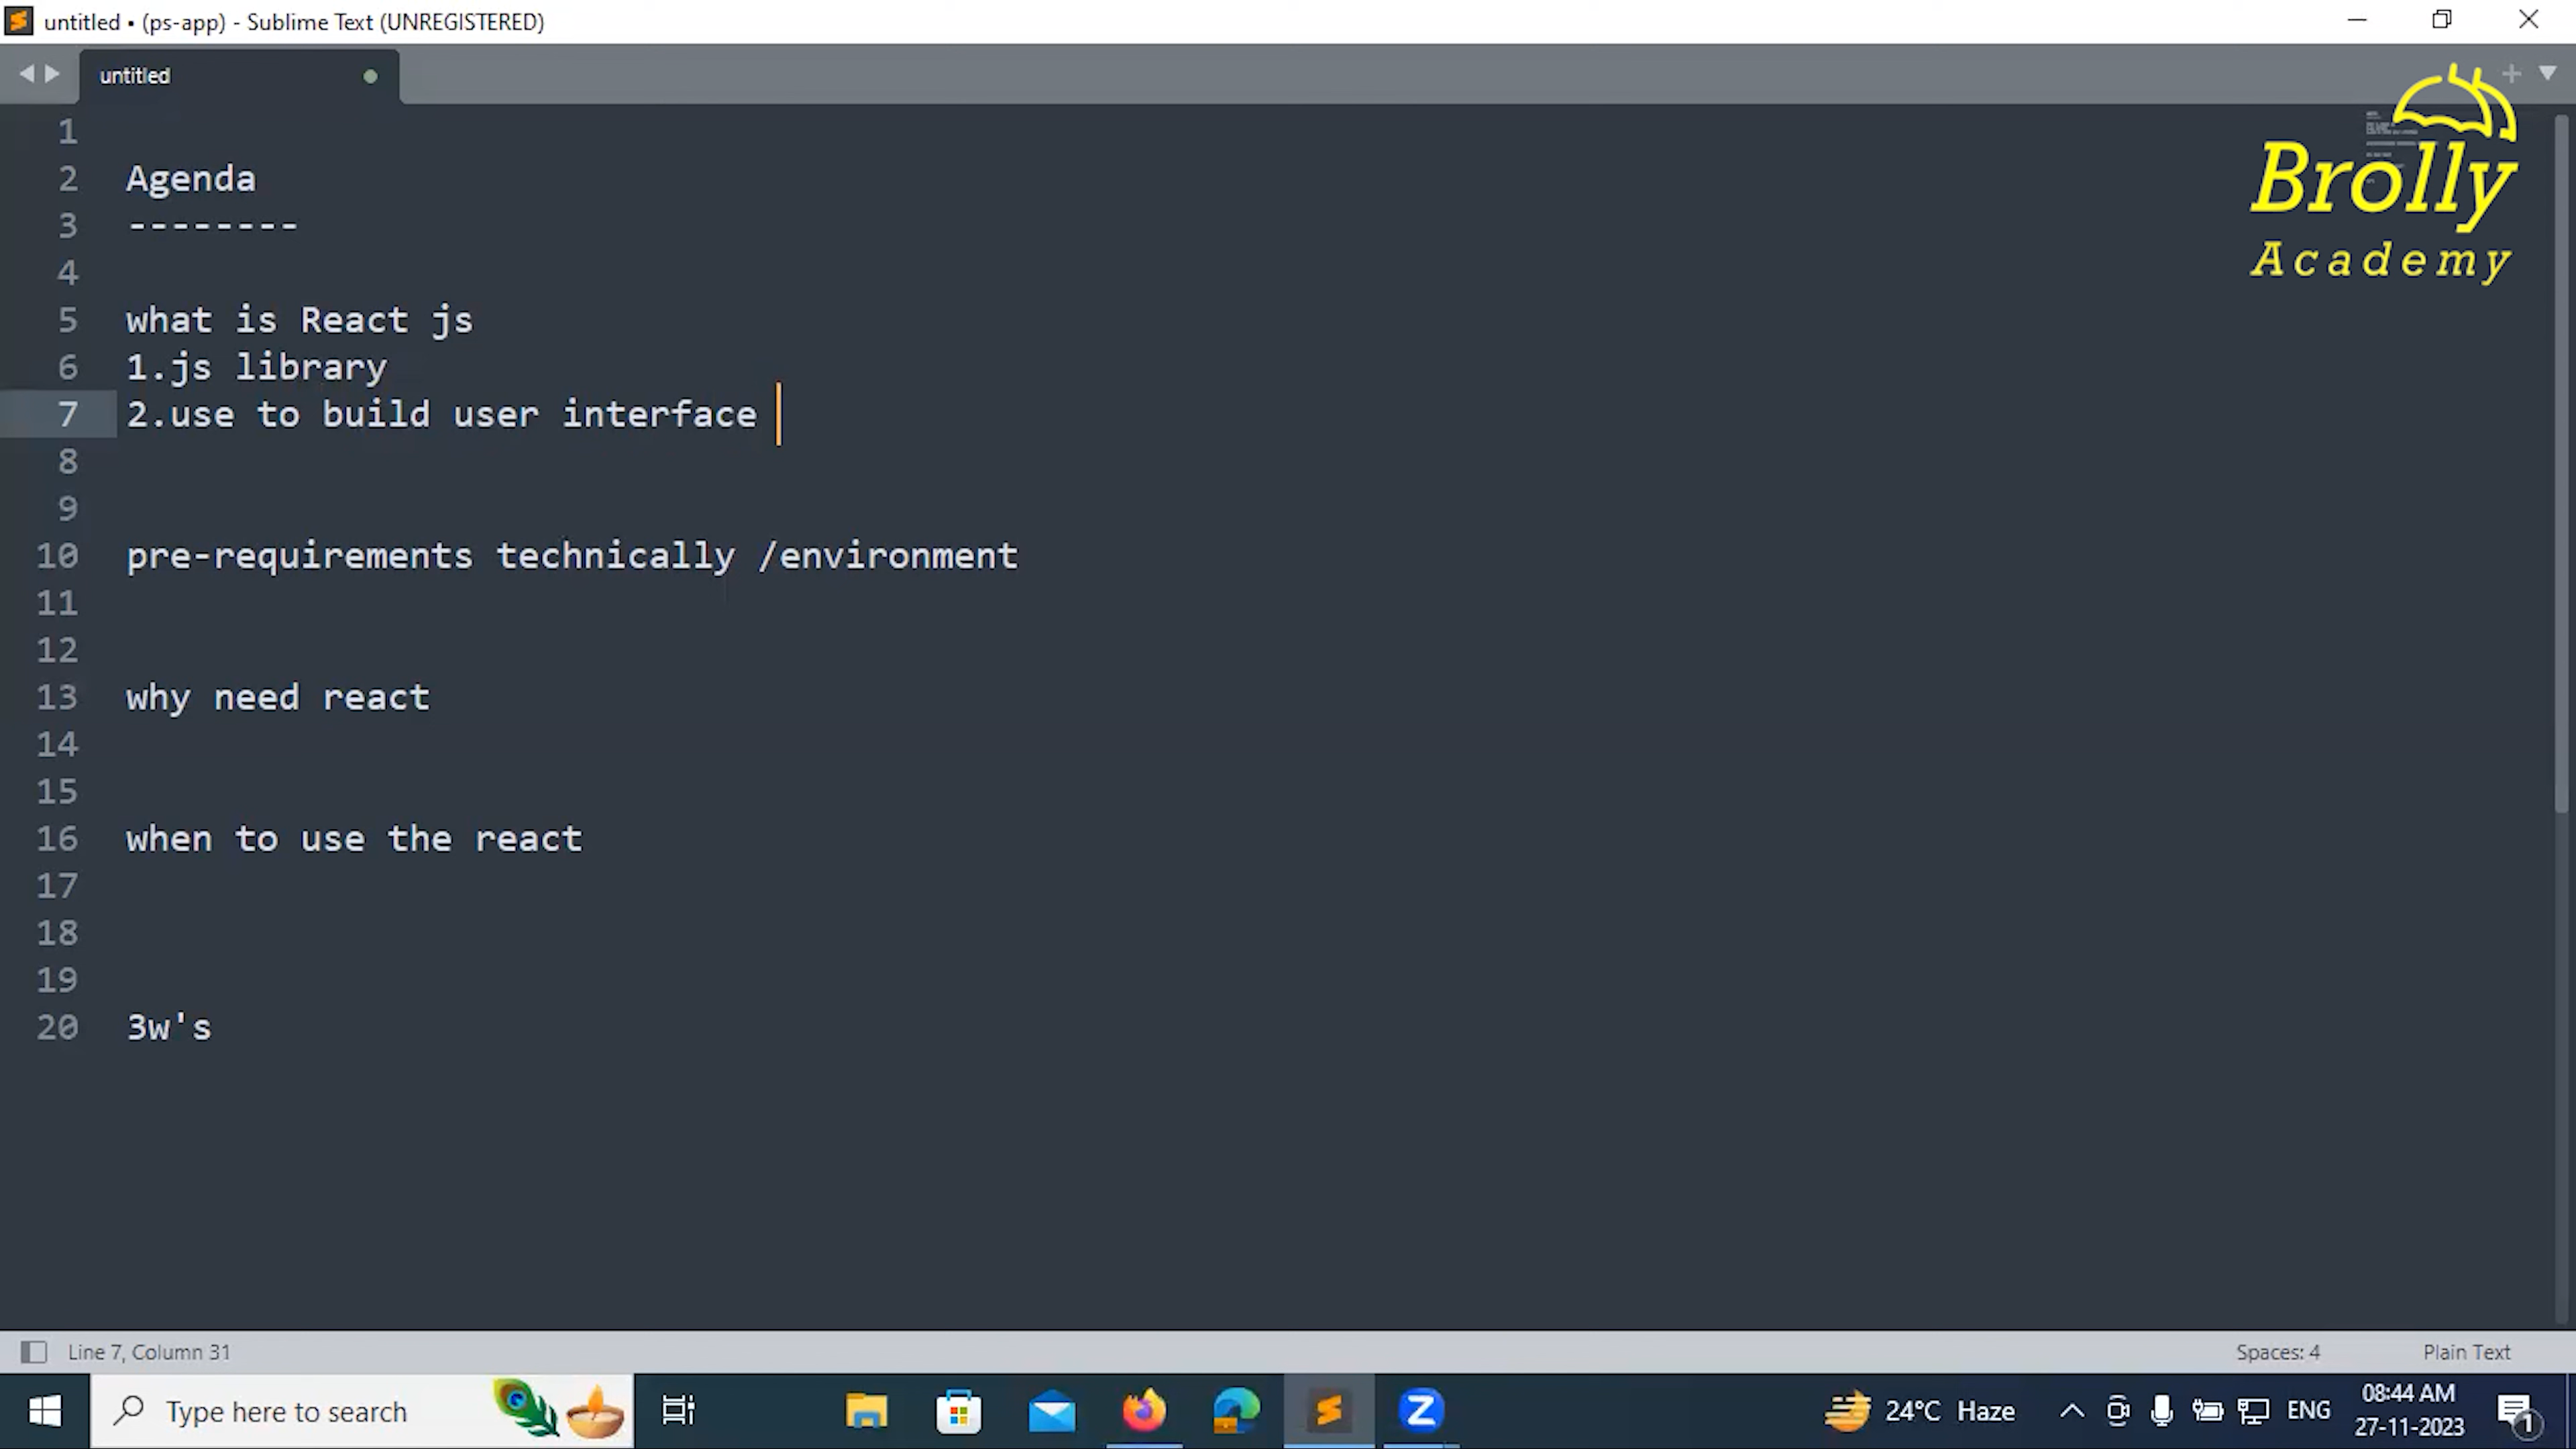 untitled • (ps-app) - Sublime Text (UNREGISTERED)
untitled
Brolly
Academy
1
2 Agenda
3 --------
4
5 what is React js
6 1.js library
7 2.use to build user interface
8
9
10 pre-requirements technically /environment
11
12
13 why need react
14
15
16 when to use the react
17
18
19
20 3w's
Line 7, Column 31
Spaces: 4
Plain Text
Type here to search
24°C Haze
ENG
08:44 AM
27-11-2023
1